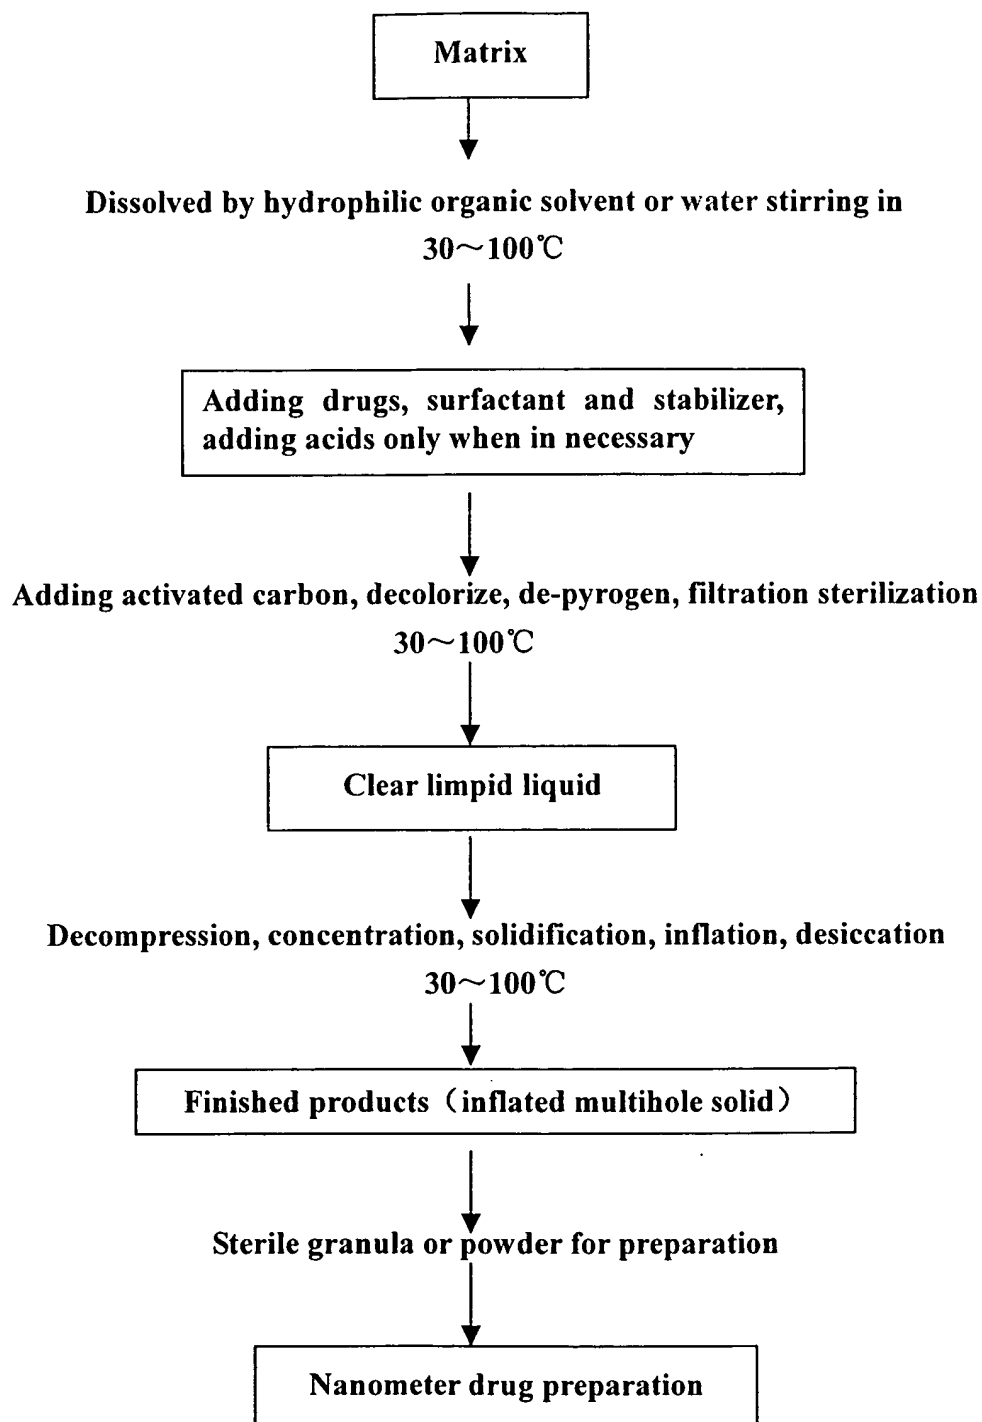 Matrix
Dissolved by hydrophilic organic solvent or water stirring in
30～100℃
Adding drugs, surfactant and stabilizer,
adding acids only when in necessary
Adding activated carbon, decolorize, de-pyrogen, filtration sterilization
30～100℃
Clear limpid liquid
Decompression, concentration, solidification, inflation, desiccation
30～100℃
Finished products（inflated multihole solid）
Sterile granula or powder for preparation
Nanometer drug preparation